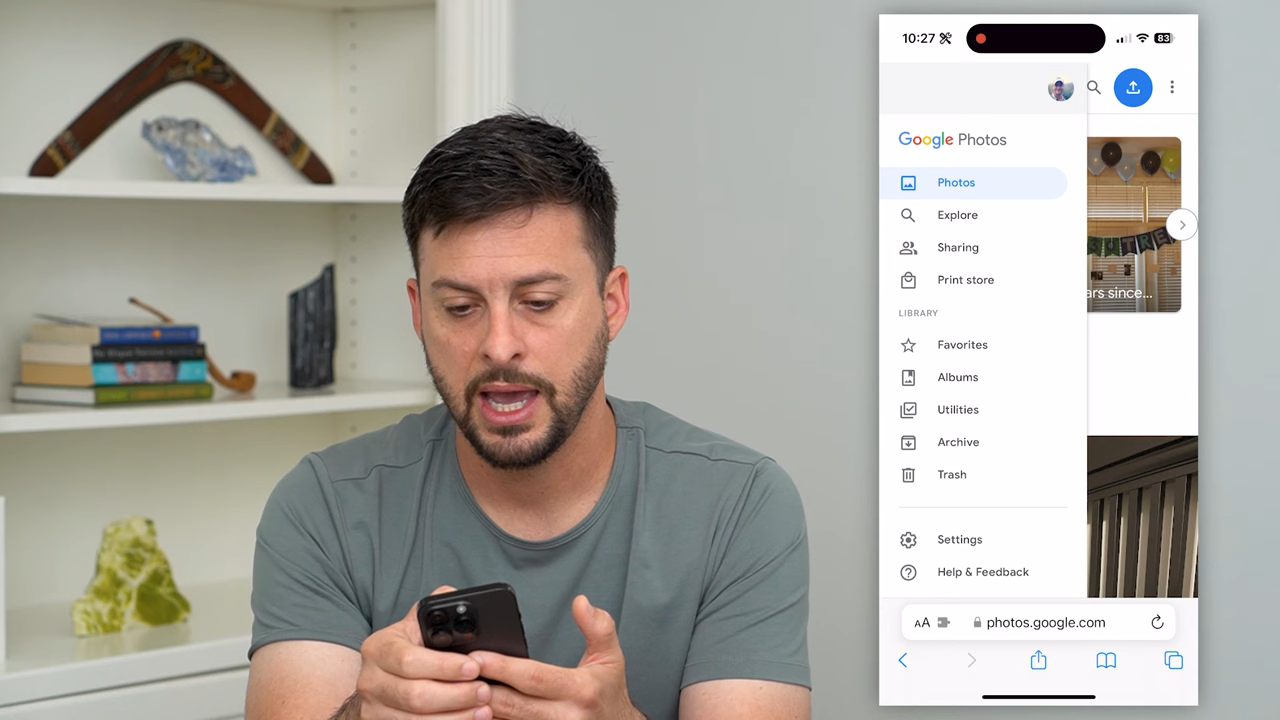 10:27
83
Google Photos
Photos
Explore
Sharing
Print store
ars since...
LIBRARY
Favorites
Albums
Utilities
Archive
Trash
Settings
Help & Feedback
AA
photos.google.com